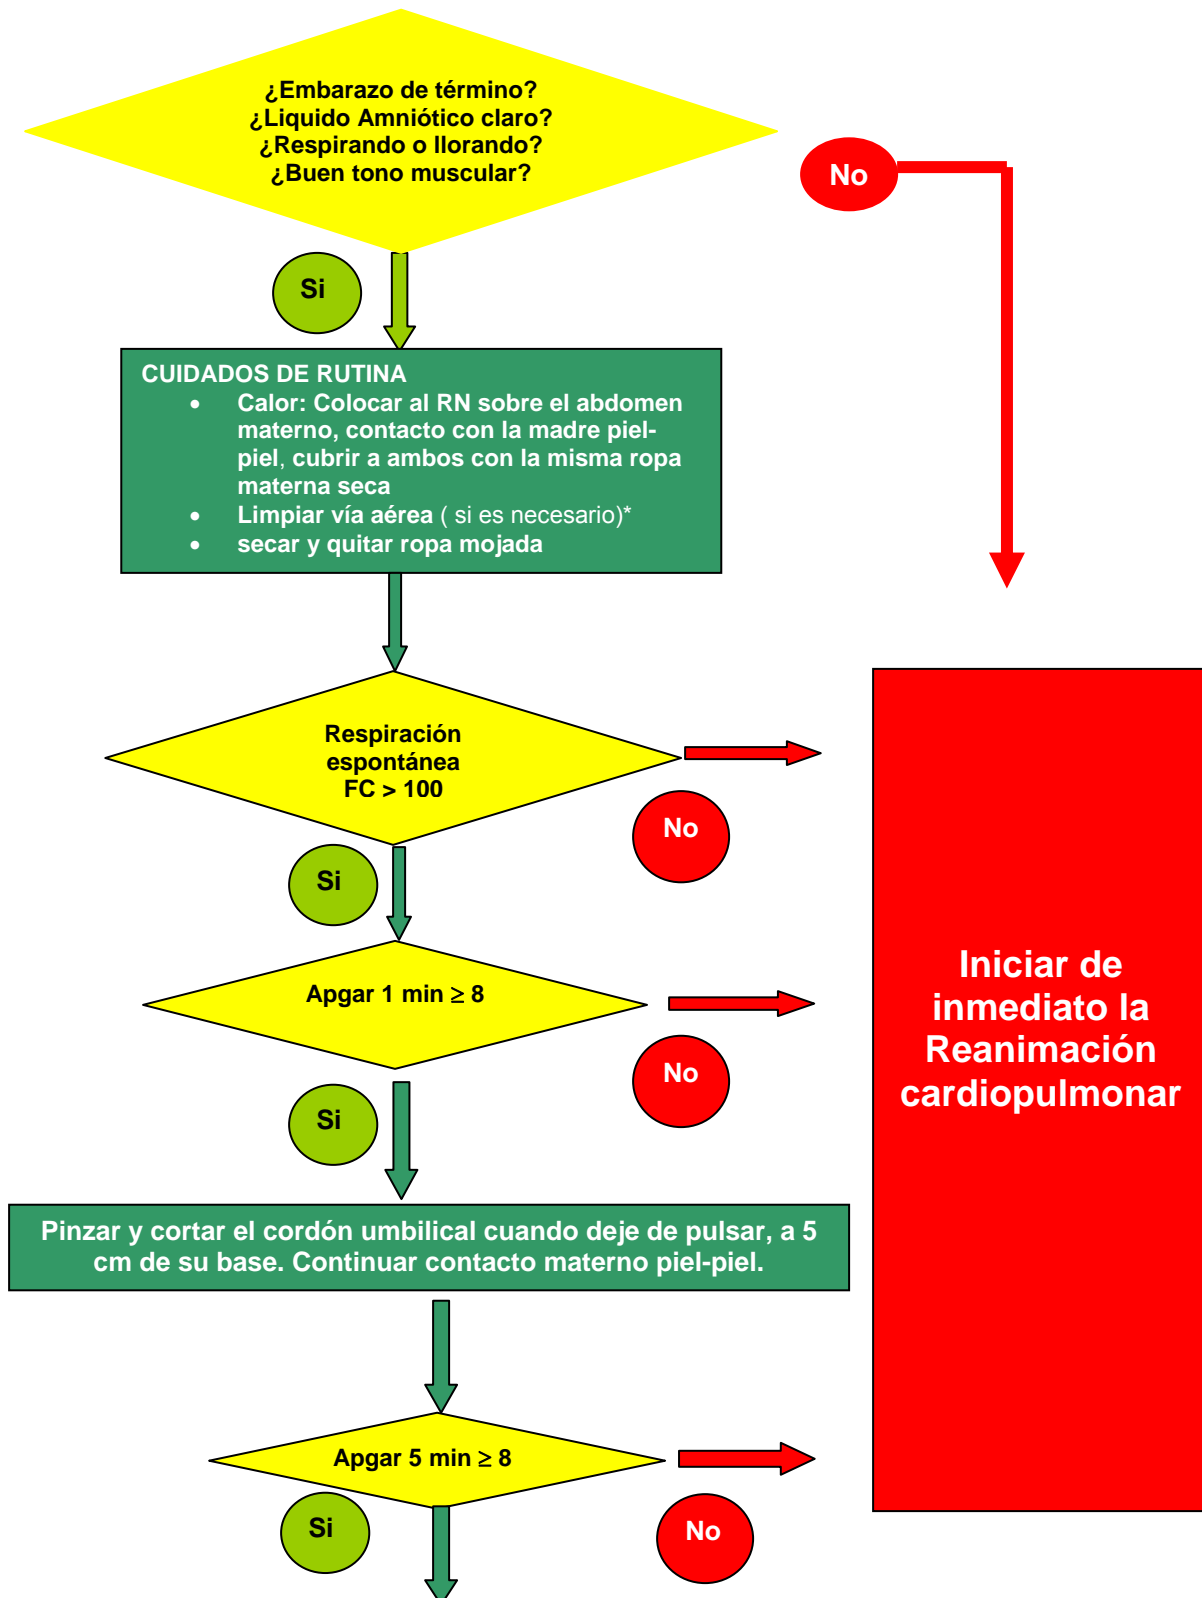 ¿Embarazo de término?
¿Liquido Amniótico claro?
¿Respirando o llorando?
¿Buen tono muscular?
No
Si
CUIDADOS DE RUTINA
• Calor: Colocar al RN sobre el abdomen
materno, contacto con la madre piel-
piel, cubrir a ambos con la misma ropa
materna seca
• Limpiar vía aérea ( si es necesario)*
• secar y quitar ropa mojada
Respiración
espontánea
FC > 100
No
Si
Apgar 1 min ≥ 8
No
Si
Iniciar de
inmediato la
Reanimación
cardiopulmonar
Pinzar y cortar el cordón umbilical cuando deje de pulsar, a 5
cm de su base. Continuar contacto materno piel-piel.
Apgar 5 min ≥ 8
Si
No